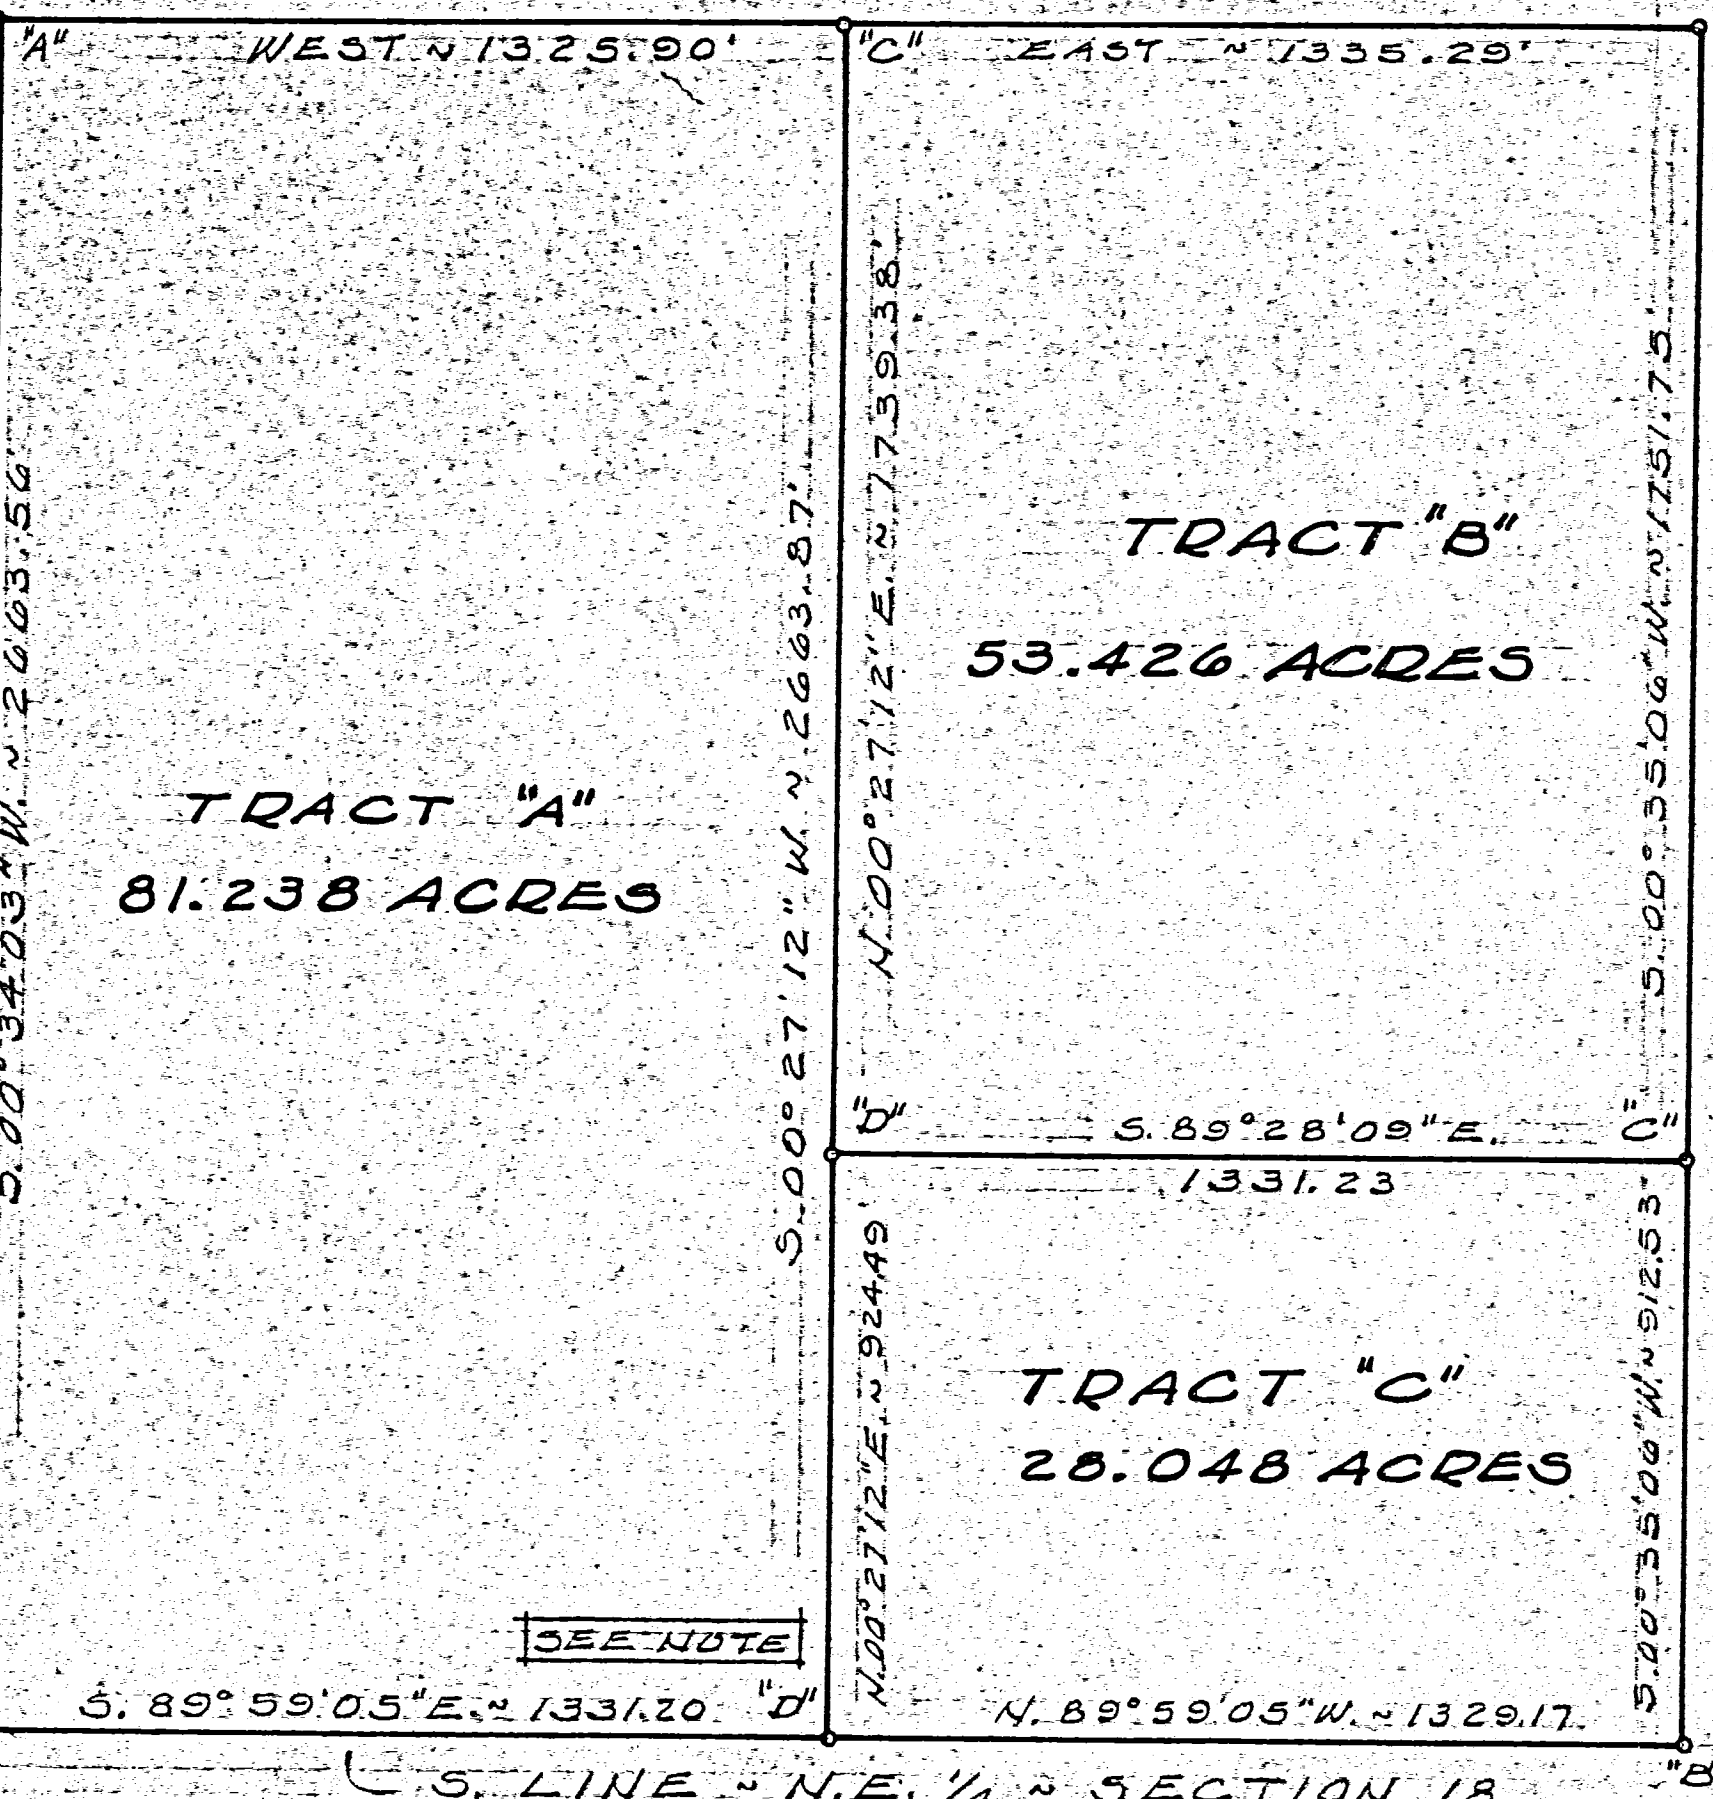 "A" WEST ~ 1325.90'
"C" EAST ~ 1335.29'
S. 00° 34' 03" W. ~ 2663.56'
S. 00° 27' 12" W. ~ 2663.87'
N. 00° 27' 12" E. ~ 1739.38'
S. 00° 35' 06" W. ~ 1751.75'
TRACT "B"
53.426 ACRES
TRACT "A"
81.238 ACRES
"D" S. 89° 28' 09" E. "C"
1331.23
N. 00° 27' 12" E. ~ 924.49'
S. 00° 35' 06" W. ~ 912.53'
TRACT "C"
28.048 ACRES
SEE NOTE
S. 89° 59' 05" E. ~ 1331.20 "D"
N. 89° 59' 05" W. ~ 1329.17
"B
S. LINE ~ N.E. 1/4 ~ SECTION 18